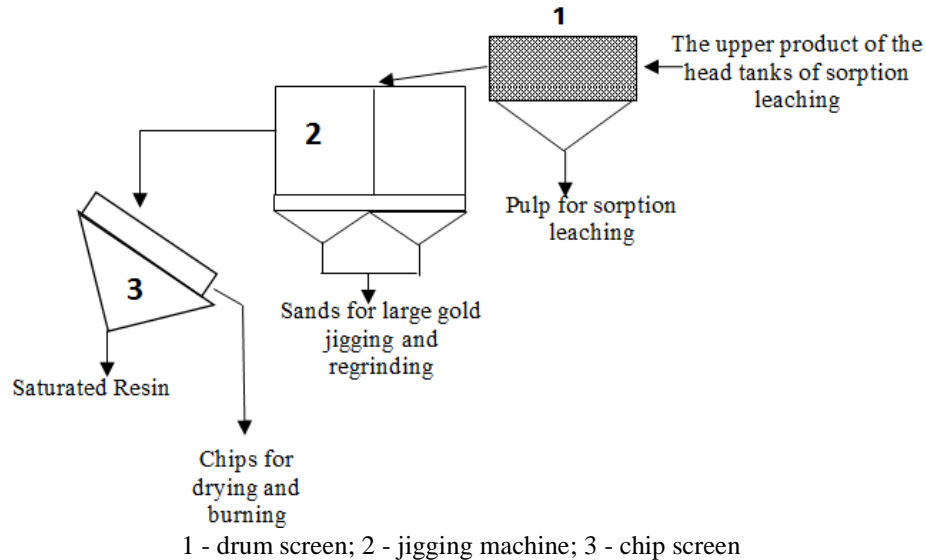 1
The upper product of the
head tanks of sorption
leaching
2
Pulp for sorption
leaching
3
Sands for large gold
jigging and
regrinding
Saturated Resin
Chips for
drying and
burning
1 - drum screen; 2 - jigging machine; 3 - chip screen